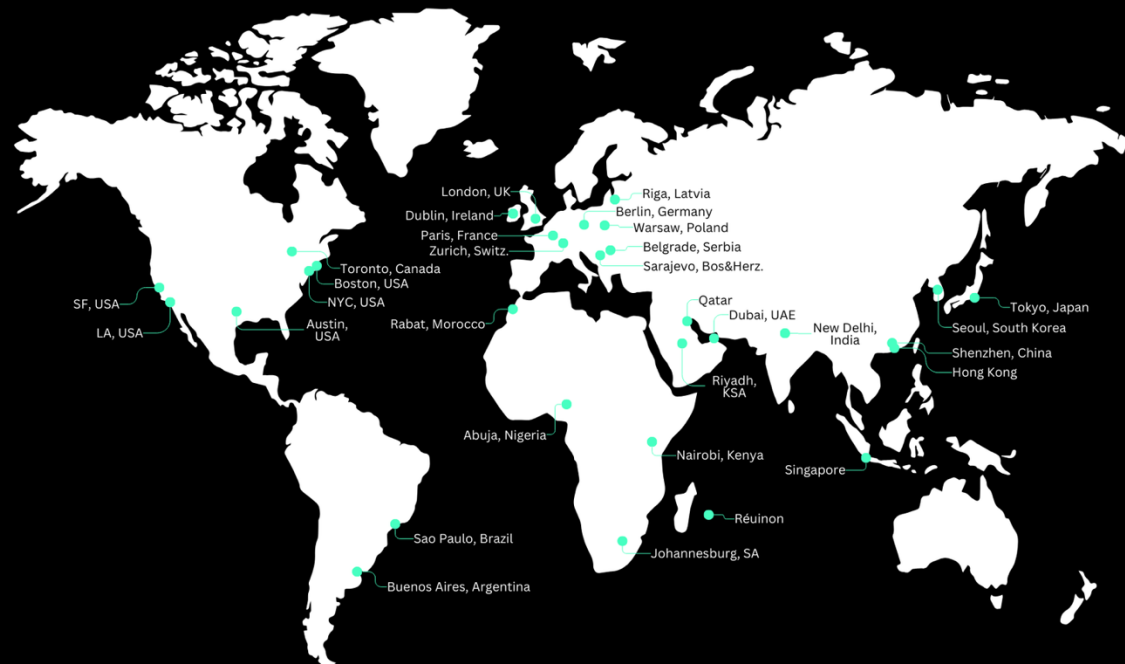 London, UK
Riga, Latvia
Dublin, Ireland
Berlin, Germany
Warsaw, Poland
Paris, France
Zurich, Switz.
Belgrade, Serbia
Sarajevo, Bos&Herz.
Toronto, Canada
Boston, USA
NYC, USA
SF, USA
LA, USA
Austin,
USA
Rabat, Morocco
Qatar
Dubai, UAE
New Delhi,
India
Tokyo, Japan
Seoul, South Korea
Shenzhen, China
Hong Kong
Riyadh,
KSA
Abuja, Nigeria
Nairobi, Kenya
Singapore
Réuinon
Sao Paulo, Brazil
Johannesburg, SA
Buenos Aires, Argentina